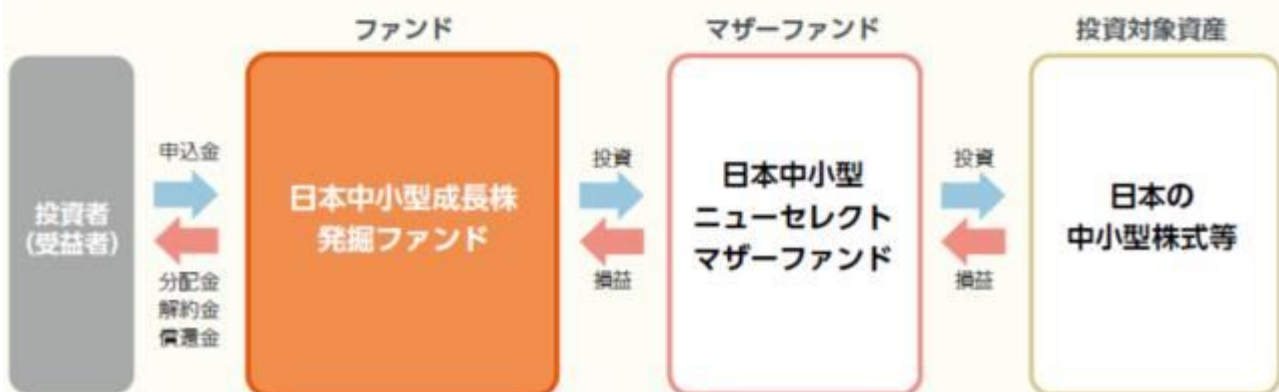 ファンド
マザーファンド
投資対象資産
投資者
(受益者)
申込金
分配金
解約金
償還金
日本中小型成長株
発掘ファンド
投資
損益
日本中小型
ニューセレクト
マザーファンド
投資
損益
日本の
中小型株式等